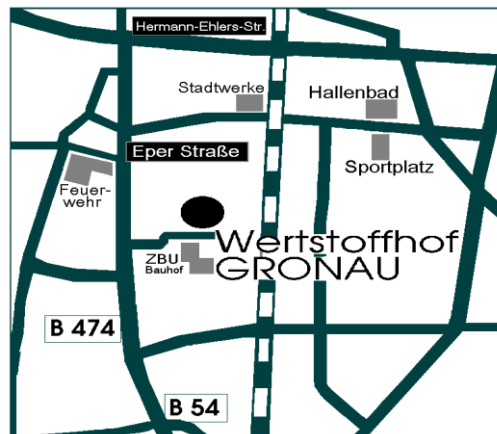 Hermann-Ehlers-Str.
Stadtwerke
Hallenbad
Eper Straße
Sportplatz
Feuer-
wehr
Wertstoffhof
GRONAU
ZBU
Bauhof
B 474
B 54